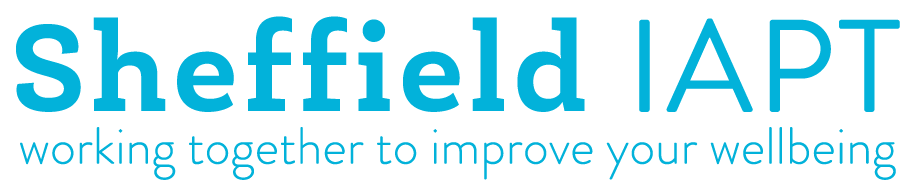 Sheffield IAPT
working together to improve your wellbeing